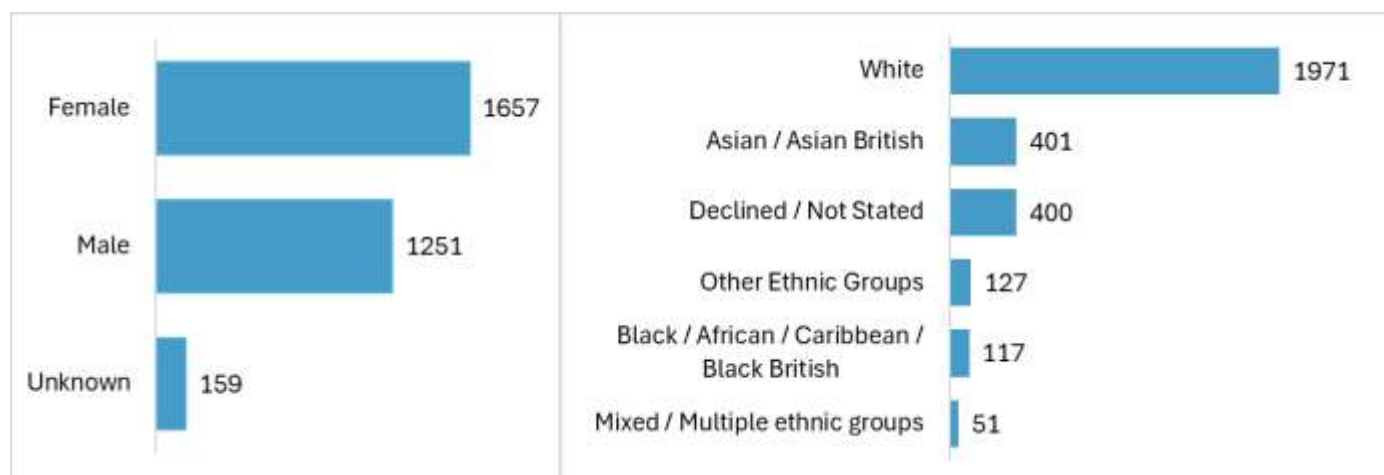 Female 1657
Male 1251
Unknown 159
White 1971
Asian / Asian British 401
Declined / Not Stated 400
Other Ethnic Groups 127
Black / African / Caribbean /
Black British 117
Mixed / Multiple ethnic groups 51